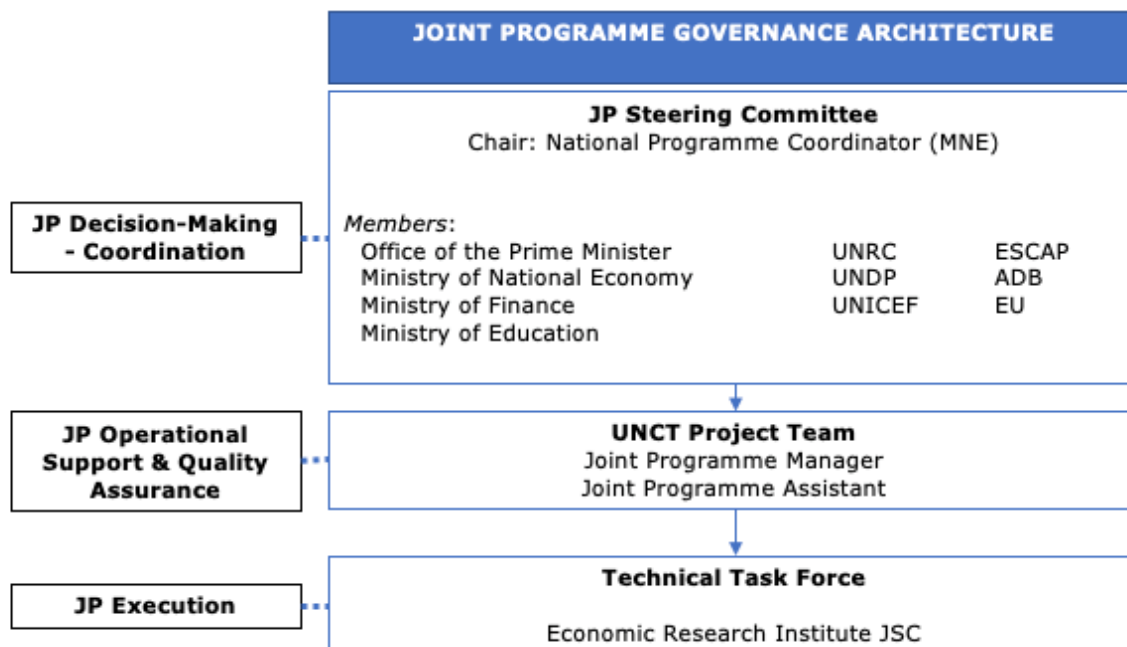 JOINT PROGRAMME GOVERNANCE ARCHITECTURE
JP Steering Committee
Chair: National Programme Coordinator (MNE)
JP Decision-Making
- Coordination
Members:
Office of the Prime Minister UNRC ESCAP
Ministry of National Economy UNDP ADB
Ministry of Finance UNICEF EU
Ministry of Education
JP Operational
Support & Quality
Assurance
UNCT Project Team
Joint Programme Manager
Joint Programme Assistant
JP Execution
Technical Task Force
Economic Research Institute JSC